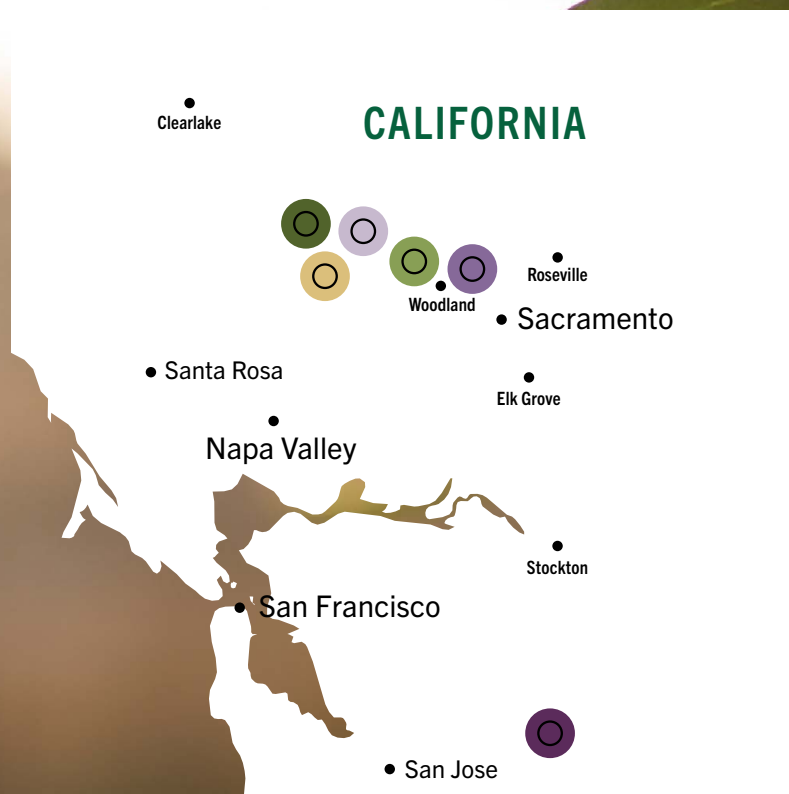 CALIFORNIA
Clearlake
Roseville
Woodland
Sacramento
Santa Rosa
Elk Grove
Napa Valley
Stockton
San Francisco
San Jose